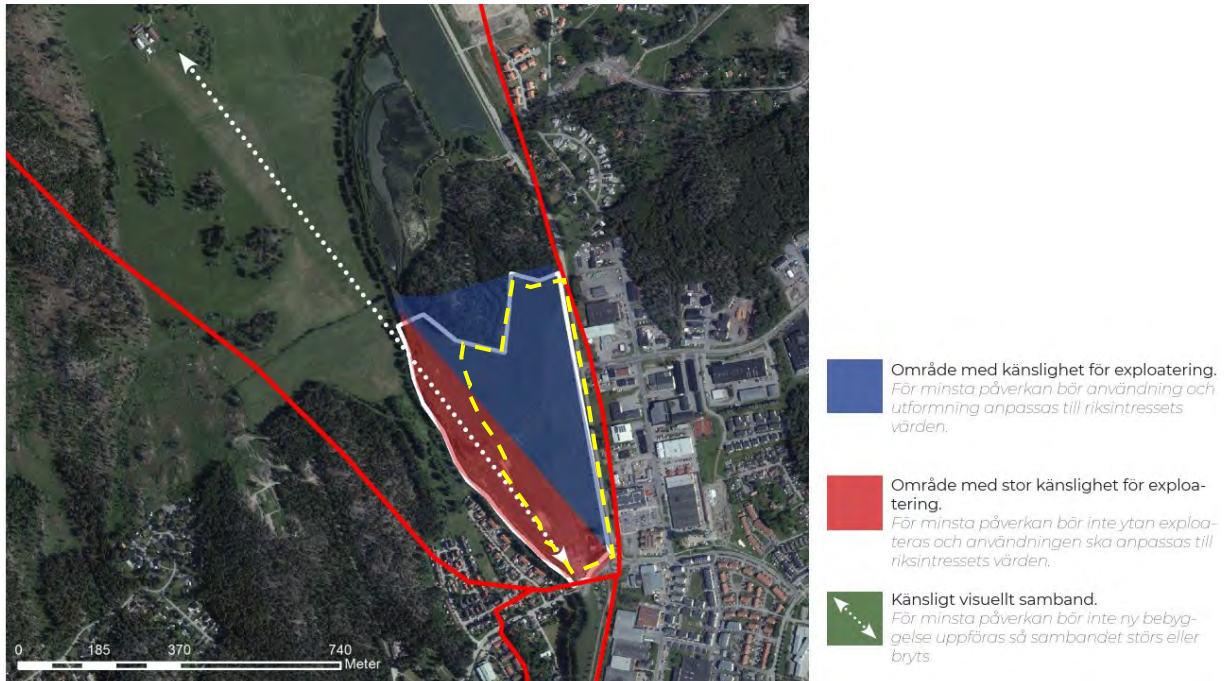 Område med känslighet för exploatering.
För minsta påverkan bör användning och
utformning anpassas till riksintressets
värden.
Område med stor känslighet för exploa-
tering.
För minsta påverkan bör inte ytan exploa-
teras och användningen ska anpassas till
riksintressets värden.
Känsligt visuellt samband.
För minsta påverkan bör inte ny bebyg-
gelse uppföras så sambandet störs eller
bryts
0 185 370 740
Meter